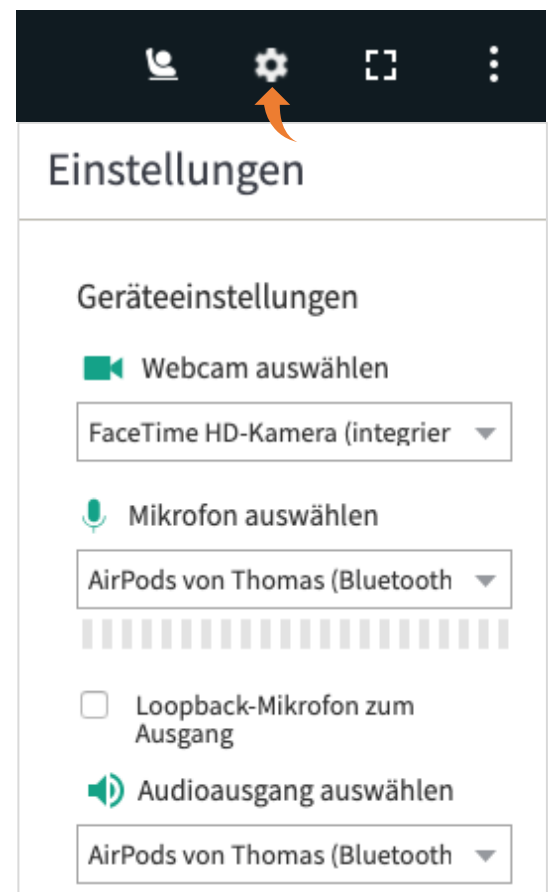 Einstellungen
Geräteeinstellungen
Webcam auswählen
FaceTime HD-Kamera (integrier
Mikrofon auswählen
AirPods von Thomas (Bluetooth
Loopback-Mikrofon zum
Ausgang
Audioausgang auswählen
AirPods von Thomas (Bluetooth